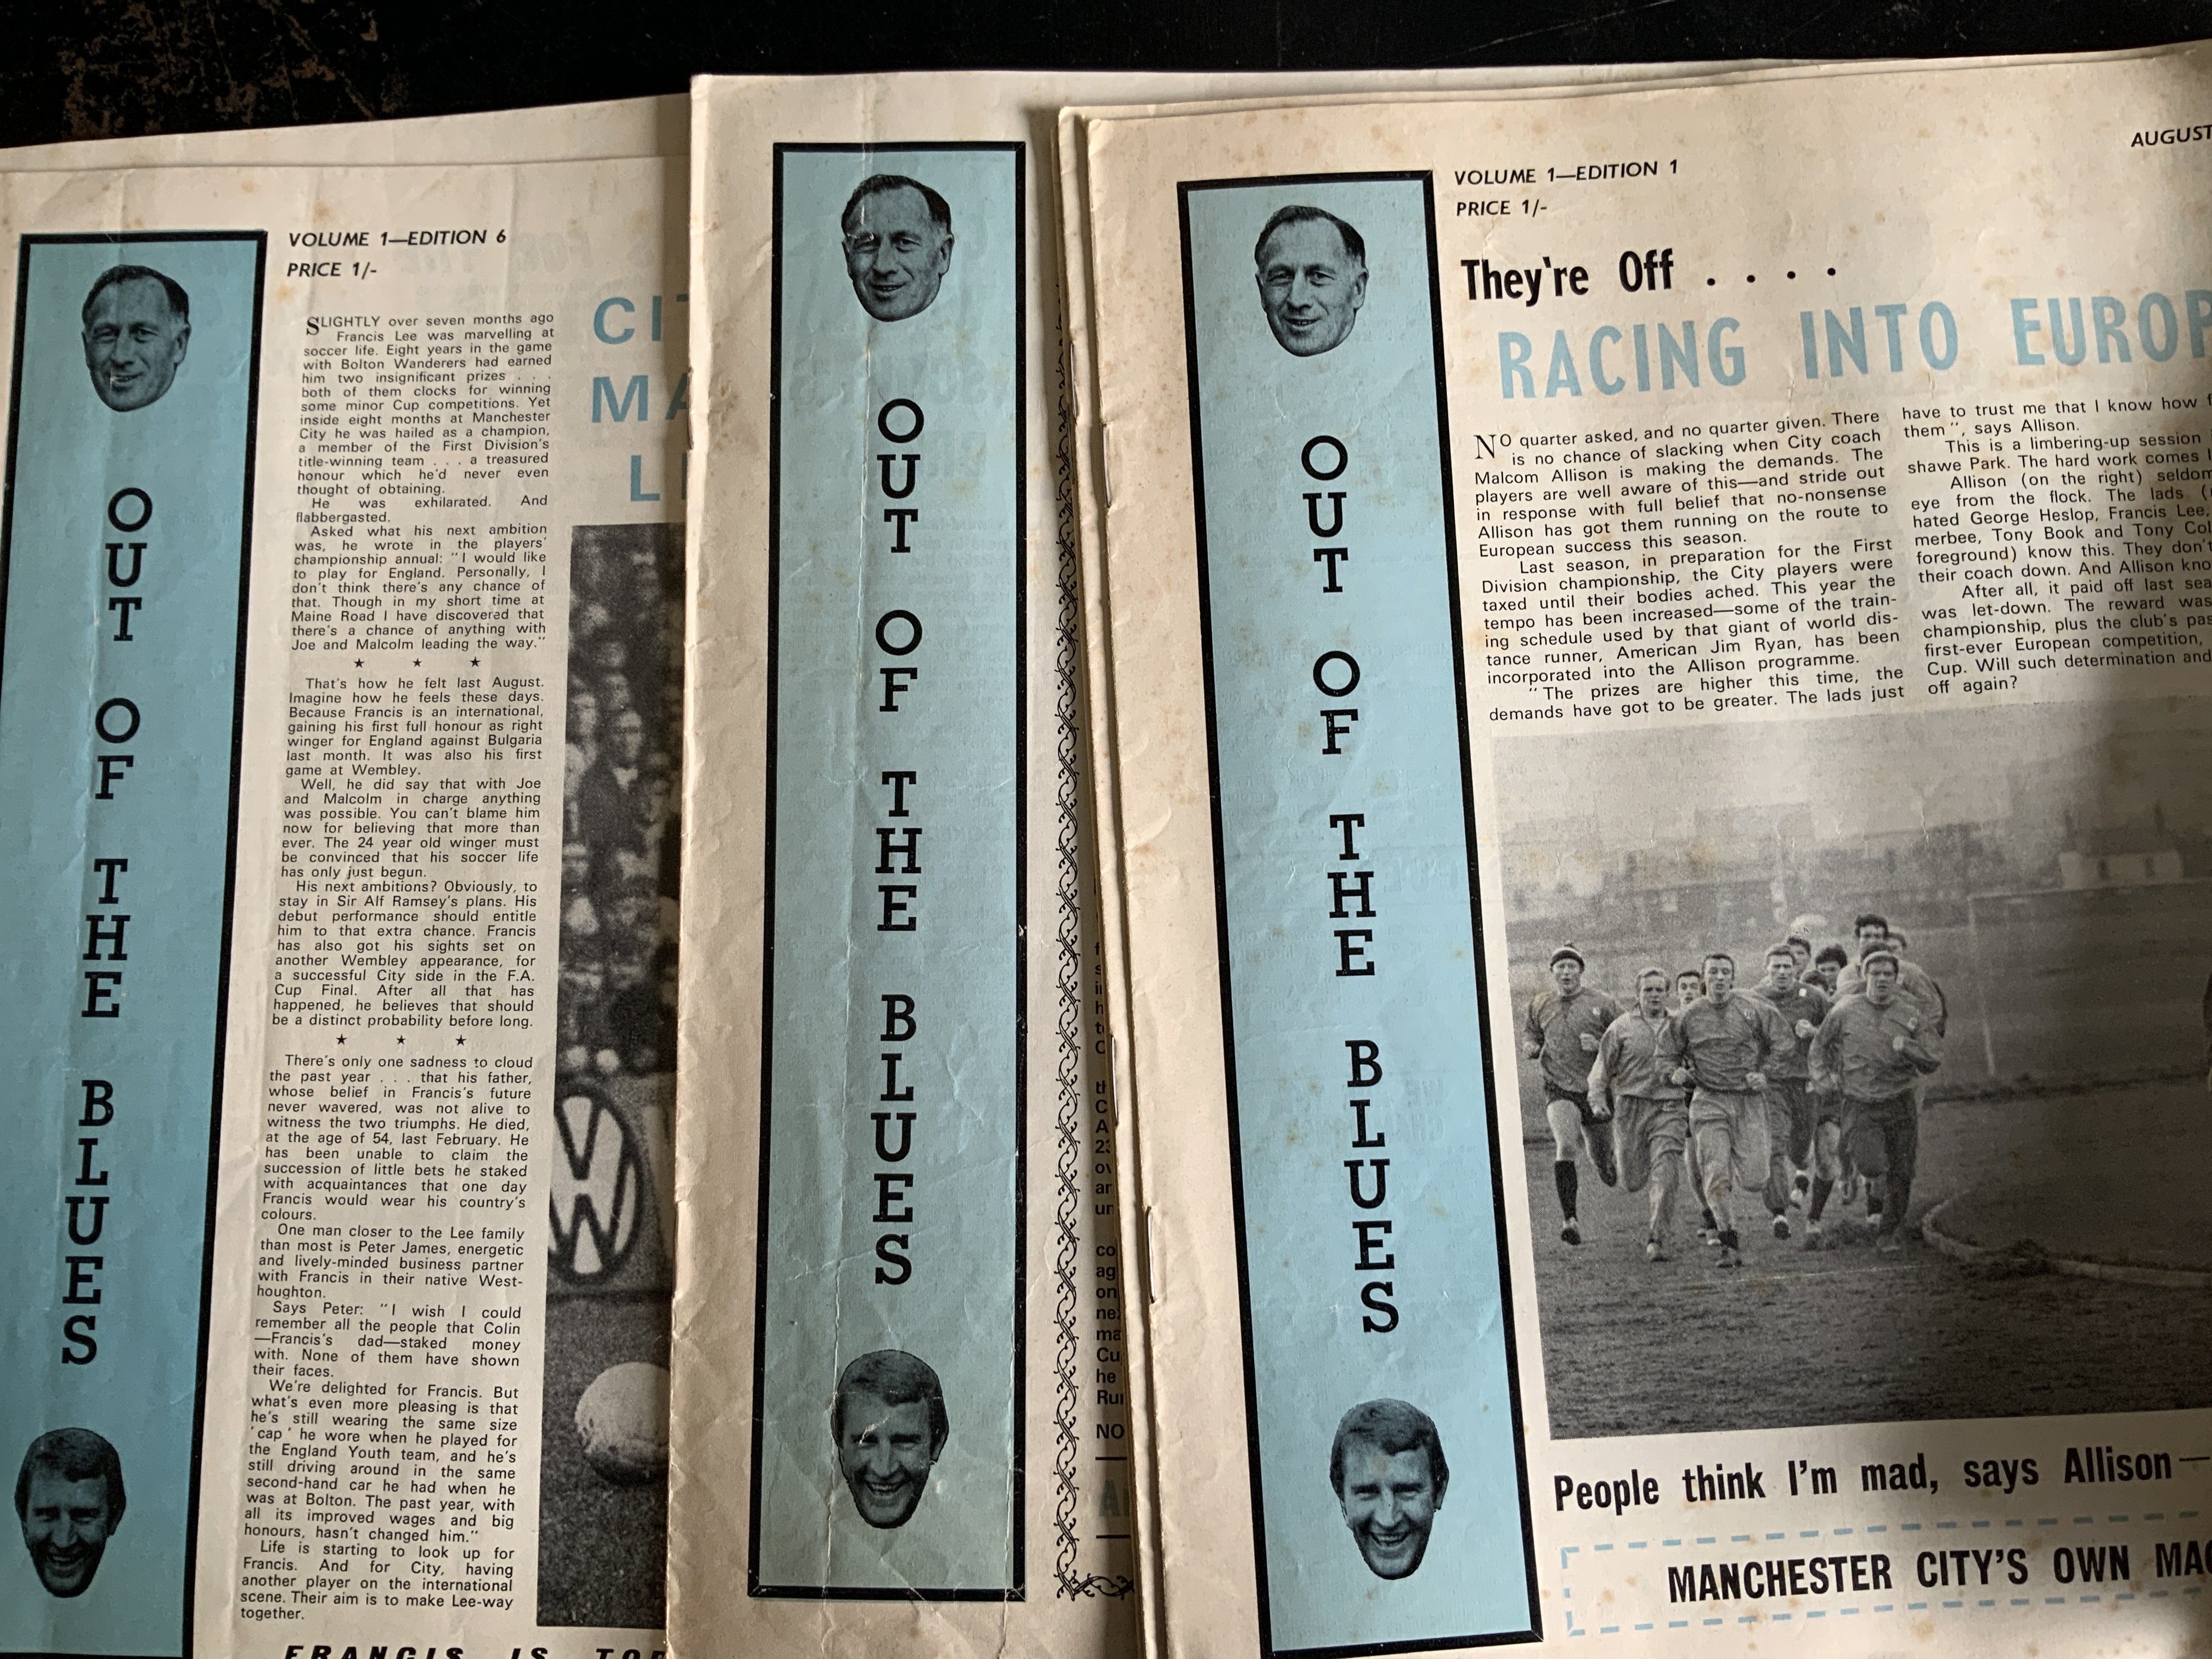 VOLUME 1—EDITION 6
PRICE 1/-
OUT OF THE BLUES
SLIGHTLY over seven months ago
Francis Lee was marvelling at
soccer life. Eight years in the game
with Bolton Wanderers had earned
him two insignificant prizes . . .
both of them clocks for winning
some minor Cup competitions. Yet
inside eight months at Manchester
City he was hailed as a champion,
a member of the First Division's
title-winning team . . . a treasured
honour which he'd never even
thought of obtaining.
He was exhilarated. And
flabbergasted.
Asked what his next ambition
was, he wrote in the players'
championship annual: "I would like
to play for England. Personally, I
don't think there's any chance of
that. Though in my short time at
Maine Road I have discovered that
there's a chance of anything with
Joe and Malcolm leading the way."
★ ★ ★
That's how he felt last August.
Imagine how he feels these days.
Because Francis is an international,
gaining his first full honour as right
winger for England against Bulgaria
last month. It was also his first
game at Wembley.
Well, he did say that with Joe
and Malcolm in charge anything
was possible. You can't blame him
now for believing that more than
ever. The 24 year old winger must
be convinced that his soccer life
has only just begun.
His next ambitions? Obviously, to
stay in Sir Alf Ramsey's plans. His
debut performance should entitle
him to that extra chance. Francis
has also got his sights set on
another Wembley appearance, for
a successful City side in the F.A.
Cup Final. After all that has
happened, he believes that should
be a distinct probability before long.
★ ★ ★
There's only one sadness to cloud
the past year . . . that his father,
whose belief in Francis's future
never wavered, was not alive to
witness the two triumphs. He died,
at the age of 54, last February. He
has been unable to claim the
succession of little bets he staked
with acquaintances that one day
Francis would wear his country's
colours.
One man closer to the Lee family
than most is Peter James, energetic
and lively-minded business partner
with Francis in their native West-
houghton.
Says Peter: "I wish I could
remember all the people that Colin
—Francis's dad—staked money
with. None of them have shown
their faces.
We're delighted for Francis. But
what's even more pleasing is that
he's still wearing the same size
'cap' he wore when he played for
the England Youth team, and he's
still driving around in the same
second-hand car he had when he
was at Bolton. The past year, with
all its improved wages and big
honours, hasn't changed him."
Life is starting to look up for
Francis. And for City, having
another player on the international
scene. Their aim is to make Lee-way
together.
FRANCIS IS
OUT OF THE BLUES
NO
OUT OF THE BLUES
AUGUST
VOLUME 1—EDITION 1
PRICE 1/-
They're Off . . . .
RACING INTO EUROP
NO quarter asked, and no quarter given. There
is no chance of slacking when City coach
Malcom Allison is making the demands. The
players are well aware of this—and stride out
in response with full belief that no-nonsense
Allison has got them running on the route to
European success this season.
Last season, in preparation for the First
Division championship, the City players were
taxed until their bodies ached. This year the
tempo has been increased—some of the train-
ing schedule used by that giant of world dis-
tance runner, American Jim Ryan, has been
incorporated into the Allison programme.
"The prizes are higher this time, the
demands have got to be greater. The lads just
have to trust me that I know how
them", says Allison.
This is a limbering-up session
shawe Park. The hard work comes
Allison (on the right) seldom
eye from the flock. The lads
hated George Heslop, Francis Lee,
merbee, Tony Book and Tony Col
foreground) know this. They don't
their coach down. And Allison kno
After all, it paid off last sea
was let-down. The reward was
championship, plus the club's pas
first-ever European competition,
Cup. Will such determination and
off again?
People think I'm mad, says Allison—
MANCHESTER CITY'S OWN MA